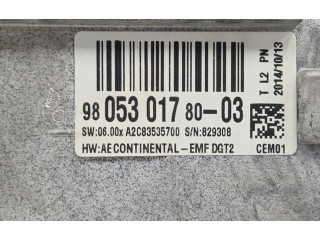 98 053 017 80-03
SW:06.00x A2C83535700 S/N:829308
HW:AE CONTINENTAL-EMF DGT2
CEM01
T L2 PN
2014/10/13